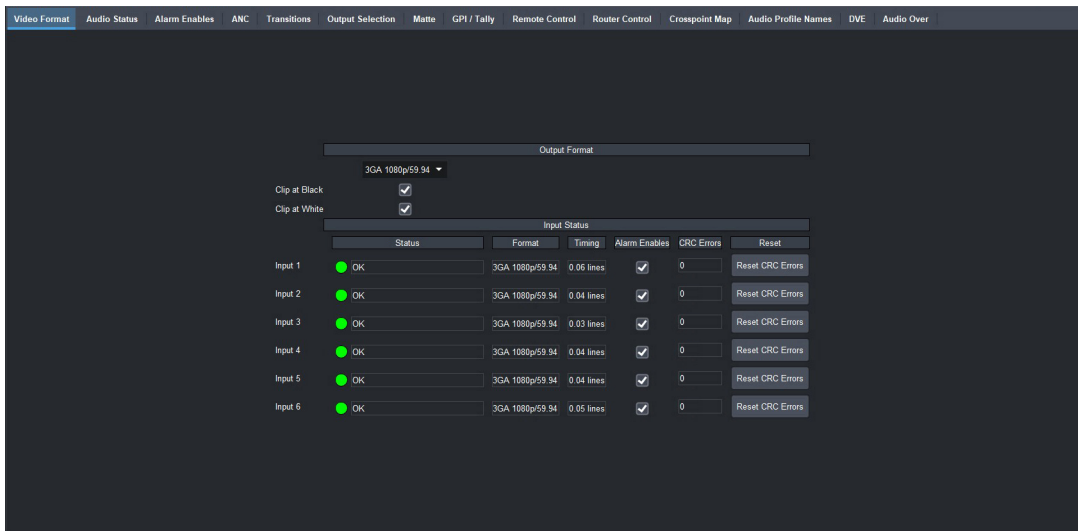 Video Format Audio Status Alarm Enables ANC Transitions Output Selection Matte GPI / Tally Remote Control Router Control Crosspoint Map Audio Profile Names DVE Audio Over
Output Format
3GA 1080p/59.94
Clip at Black
Clip at White
Input Status
Status Format Timing Alarm Enables CRC Errors Reset
Input 1 OK 3GA 1080p/59.94 0.06 lines 0 Reset CRC Errors
Input 2 OK 3GA 1080p/59.94 0.04 lines 0 Reset CRC Errors
Input 3 OK 3GA 1080p/59.94 0.03 lines 0 Reset CRC Errors
Input 4 OK 3GA 1080p/59.94 0.04 lines 0 Reset CRC Errors
Input 5 OK 3GA 1080p/59.94 0.04 lines 0 Reset CRC Errors
Input 6 OK 3GA 1080p/59.94 0.05 lines 0 Reset CRC Errors